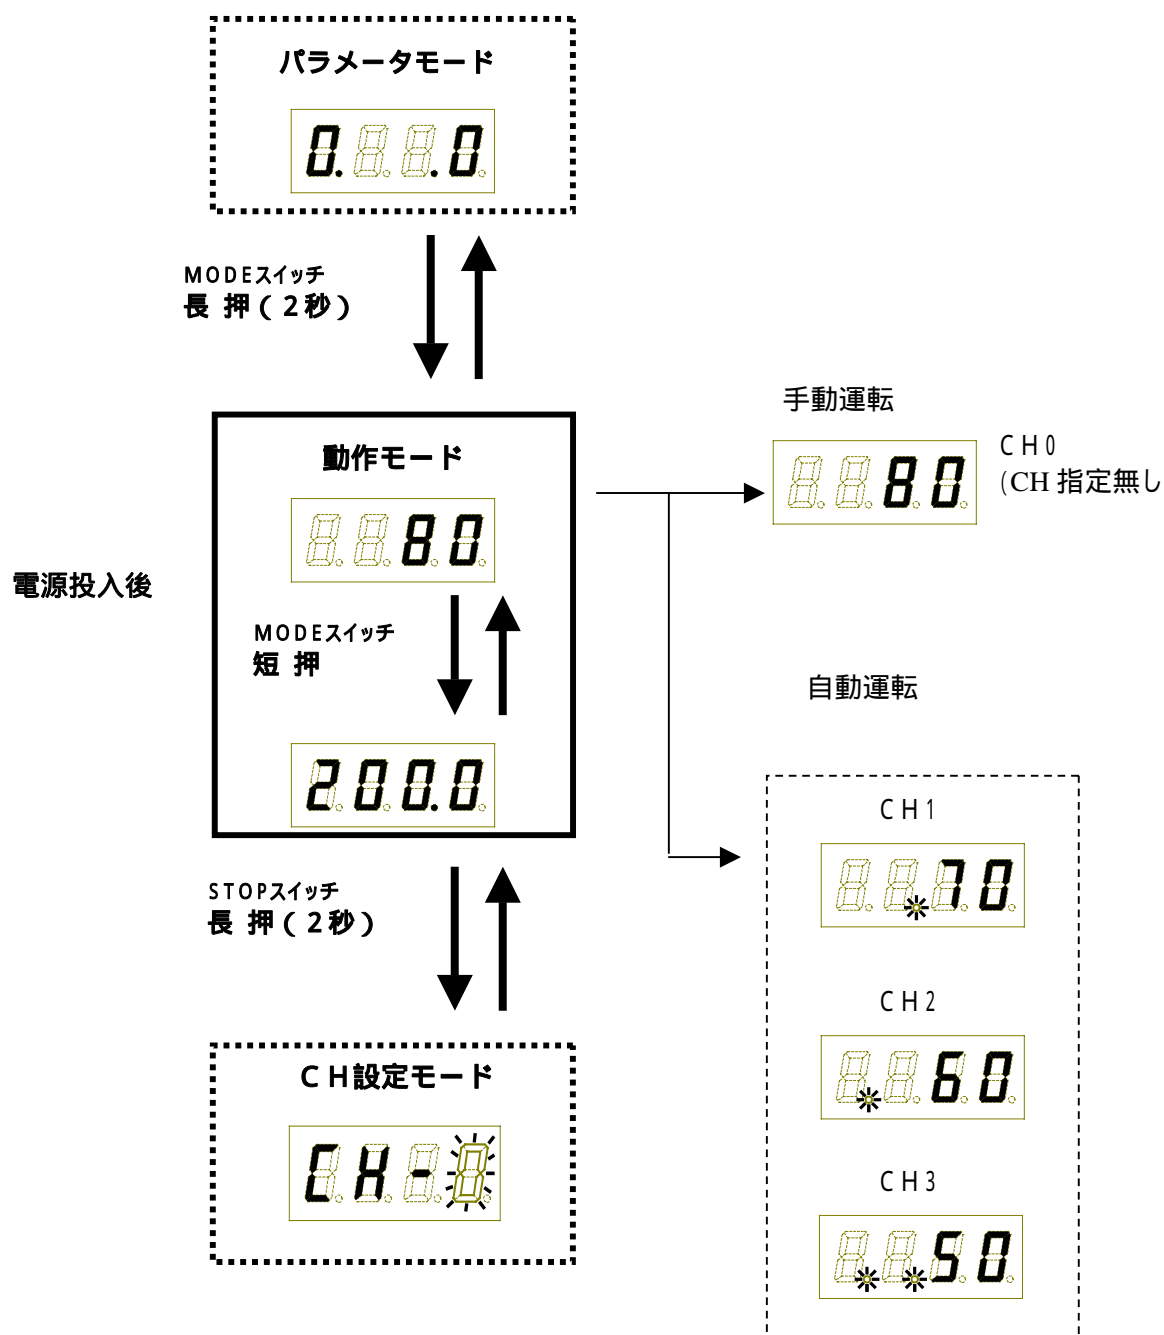 パラメータモード
0. .0
MODEスイッチ
長 押(2秒)
動作モード
80
MODEスイッチ
短 押
200.0
電源投入後
STOPスイッチ
長 押(2秒)
CH設定モード
CH-0
手動運転
80
CH0
(CH 指定無し
自動運転
CH1
70
CH2
60
CH3
50